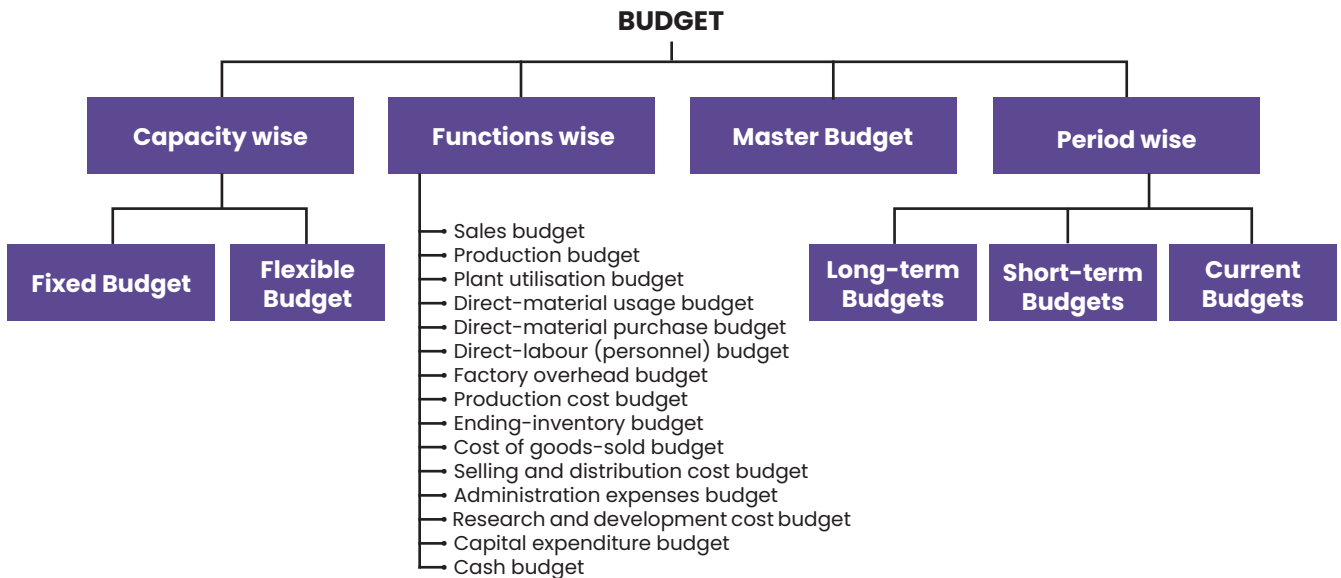 BUDGET
Capacity wise
Functions wise
Master Budget
Period wise
Fixed Budget
Flexible
Budget
Sales budget
Production budget
Plant utilisation budget
Direct-material usage budget
Direct-material purchase budget
Direct-labour (personnel) budget
Factory overhead budget
Production cost budget
Ending-inventory budget
Cost of goods-sold budget
Selling and distribution cost budget
Administration expenses budget
Research and development cost budget
Capital expenditure budget
Cash budget
Long-term
Budgets
Short-term
Budgets
Current
Budgets